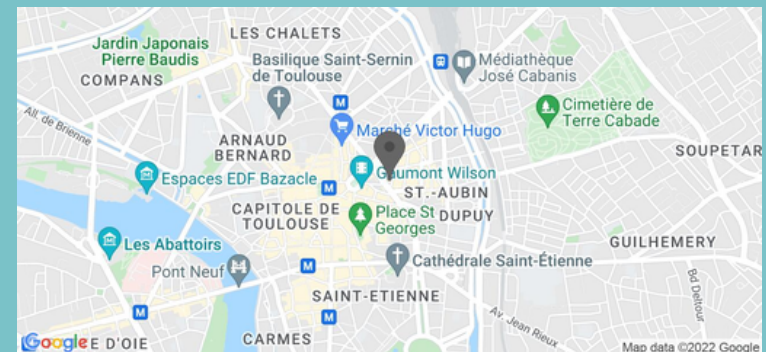 LES CHALETS
Jardin Japonais
Pierre Baudis
COMPANS
Basilique Saint-Sernin
de Toulouse
Médiathèque
José Cabanis
Cimetière de
Terre Cabade
All. de Brienne
M
Marché Victor Hugo
ARNAUD
BERNARD
SOUPETAR
Espaces EDF Bazacle
M
Gaumont Wilson
ST.-AUBIN
CAPITOLE DE
TOULOUSE
Place St
Georges
DUPUY
Les Abattoirs
GUILHEMERY
Pont Neuf
M
Cathédrale Saint-Étienne
Bd Deltour
SAINT-ETIENNE
M
Av. Jean Rieux
Google
E D'OIE
CARMES
Map data ©2022 Google